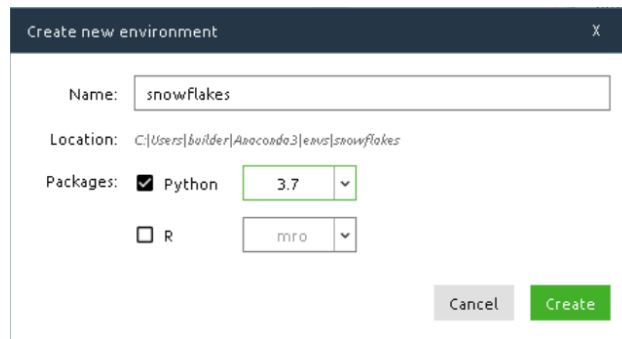 Create new environment X
Name: snowflakes
Location: C:|Users|builder|Anaconda3|envs|snowflakes
Packages: Python 3.7
R mro
Cancel Create